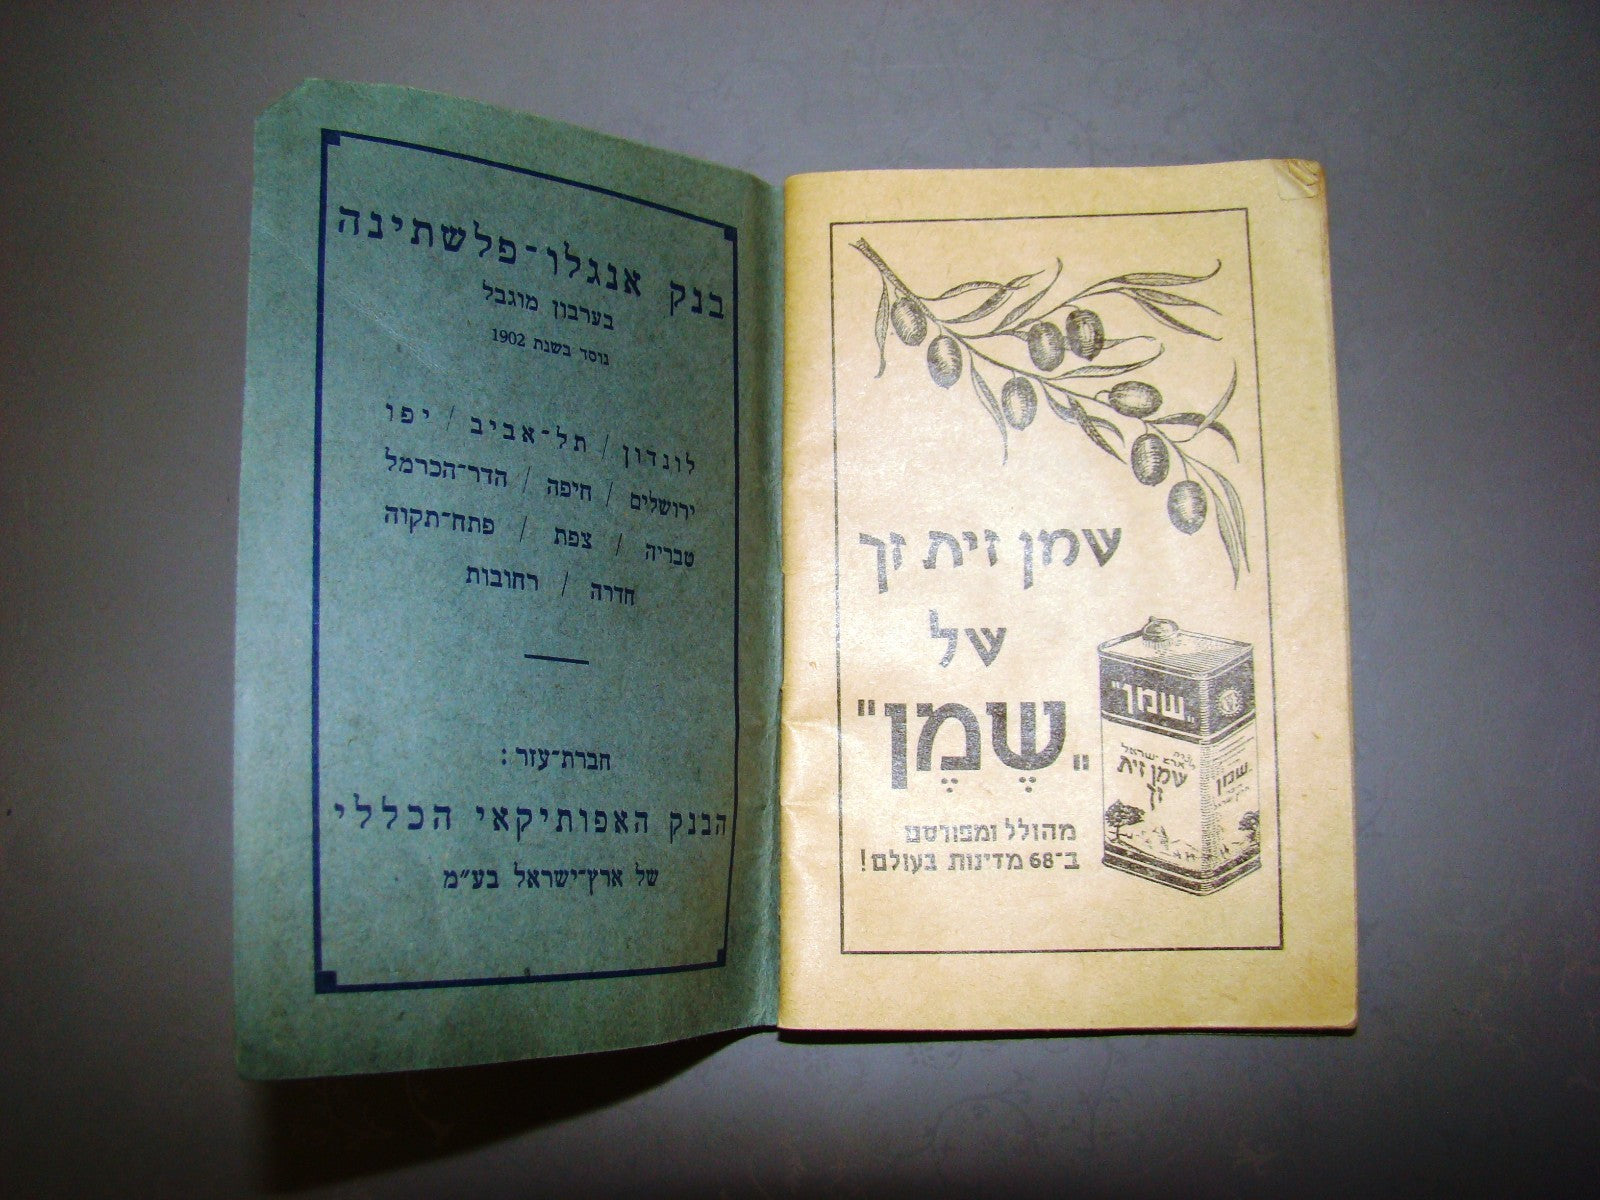 בנק אנגלו־פלשתינה
בערבון מוגבל
נוסד בשנת 1902
לונדון / תל־אביב / יפו
ירושלים / חיפה / הדר־הכרמל
טבריה / צפת / פתח־תקוה
חדרה / רחובות
חברת־עזר:
הבנק האפותיקאי הכללי
של ארץ־ישראל בע״מ
שמן זית זך
של
„שֶמֶן"
מהולל ומפורסם
ב־68 מדינות בעולם!
„שמן"
שמן זית
זך
שמן